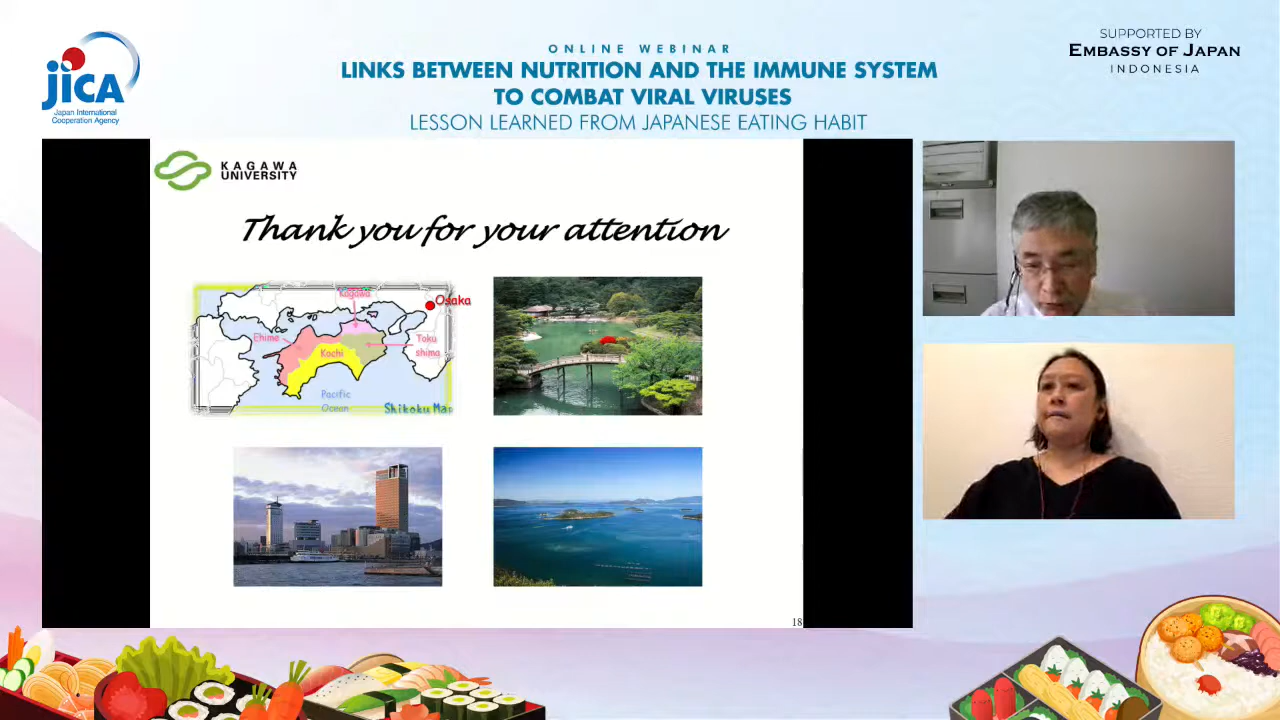 JICA
Japan International
Cooperation Agency
ONLINE WEBINAR
LINKS BETWEEN NUTRITION AND THE IMMUNE SYSTEM
TO COMBAT VIRAL VIRUSES
LESSON LEARNED FROM JAPANESE EATING HABIT
SUPPORTED BY
EMBASSY OF JAPAN
INDONESIA
KAGAWA
UNIVERSITY
Thank you for your attention
Kagawa
Osaka
Ehime
Kochi
Toku
shima
Pacific
Ocean
Shikoku Map
18